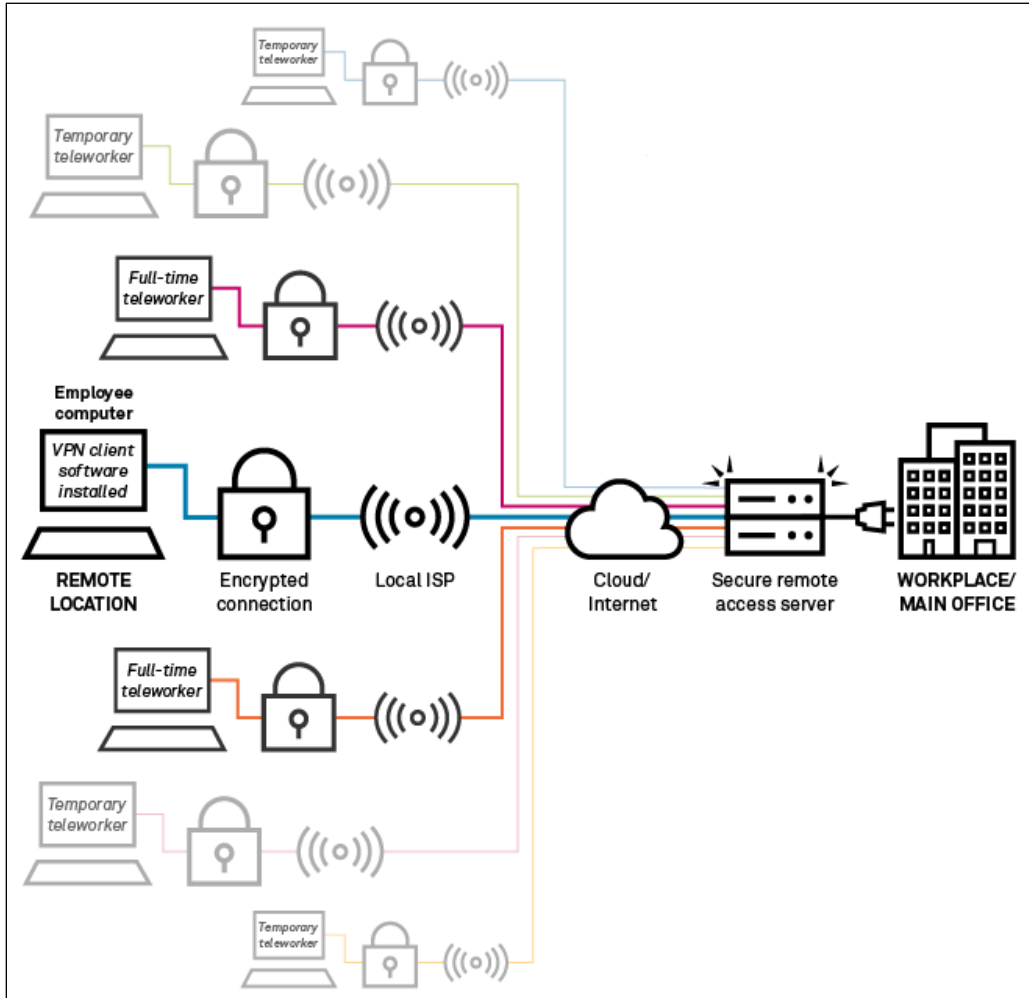 Temporary
teleworker
Temporary
teleworker
Full-time
teleworker
Employee
computer
VPN client
software
installed
REMOTE
LOCATION
Encrypted
connection
Local ISP
Cloud/
Internet
Secure remote
access server
WORKPLACE/
MAIN OFFICE
Full-time
teleworker
Temporary
teleworker
Temporary
teleworker